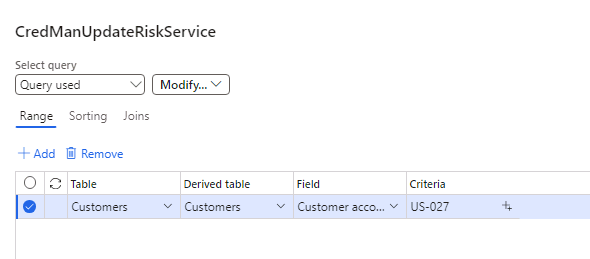 CredManUpdateRiskService
Select query
Query used Modify...
Range Sorting Joins
Add Remove
Table Derived table Field Criteria
Customers Customers Customer acco... US-027